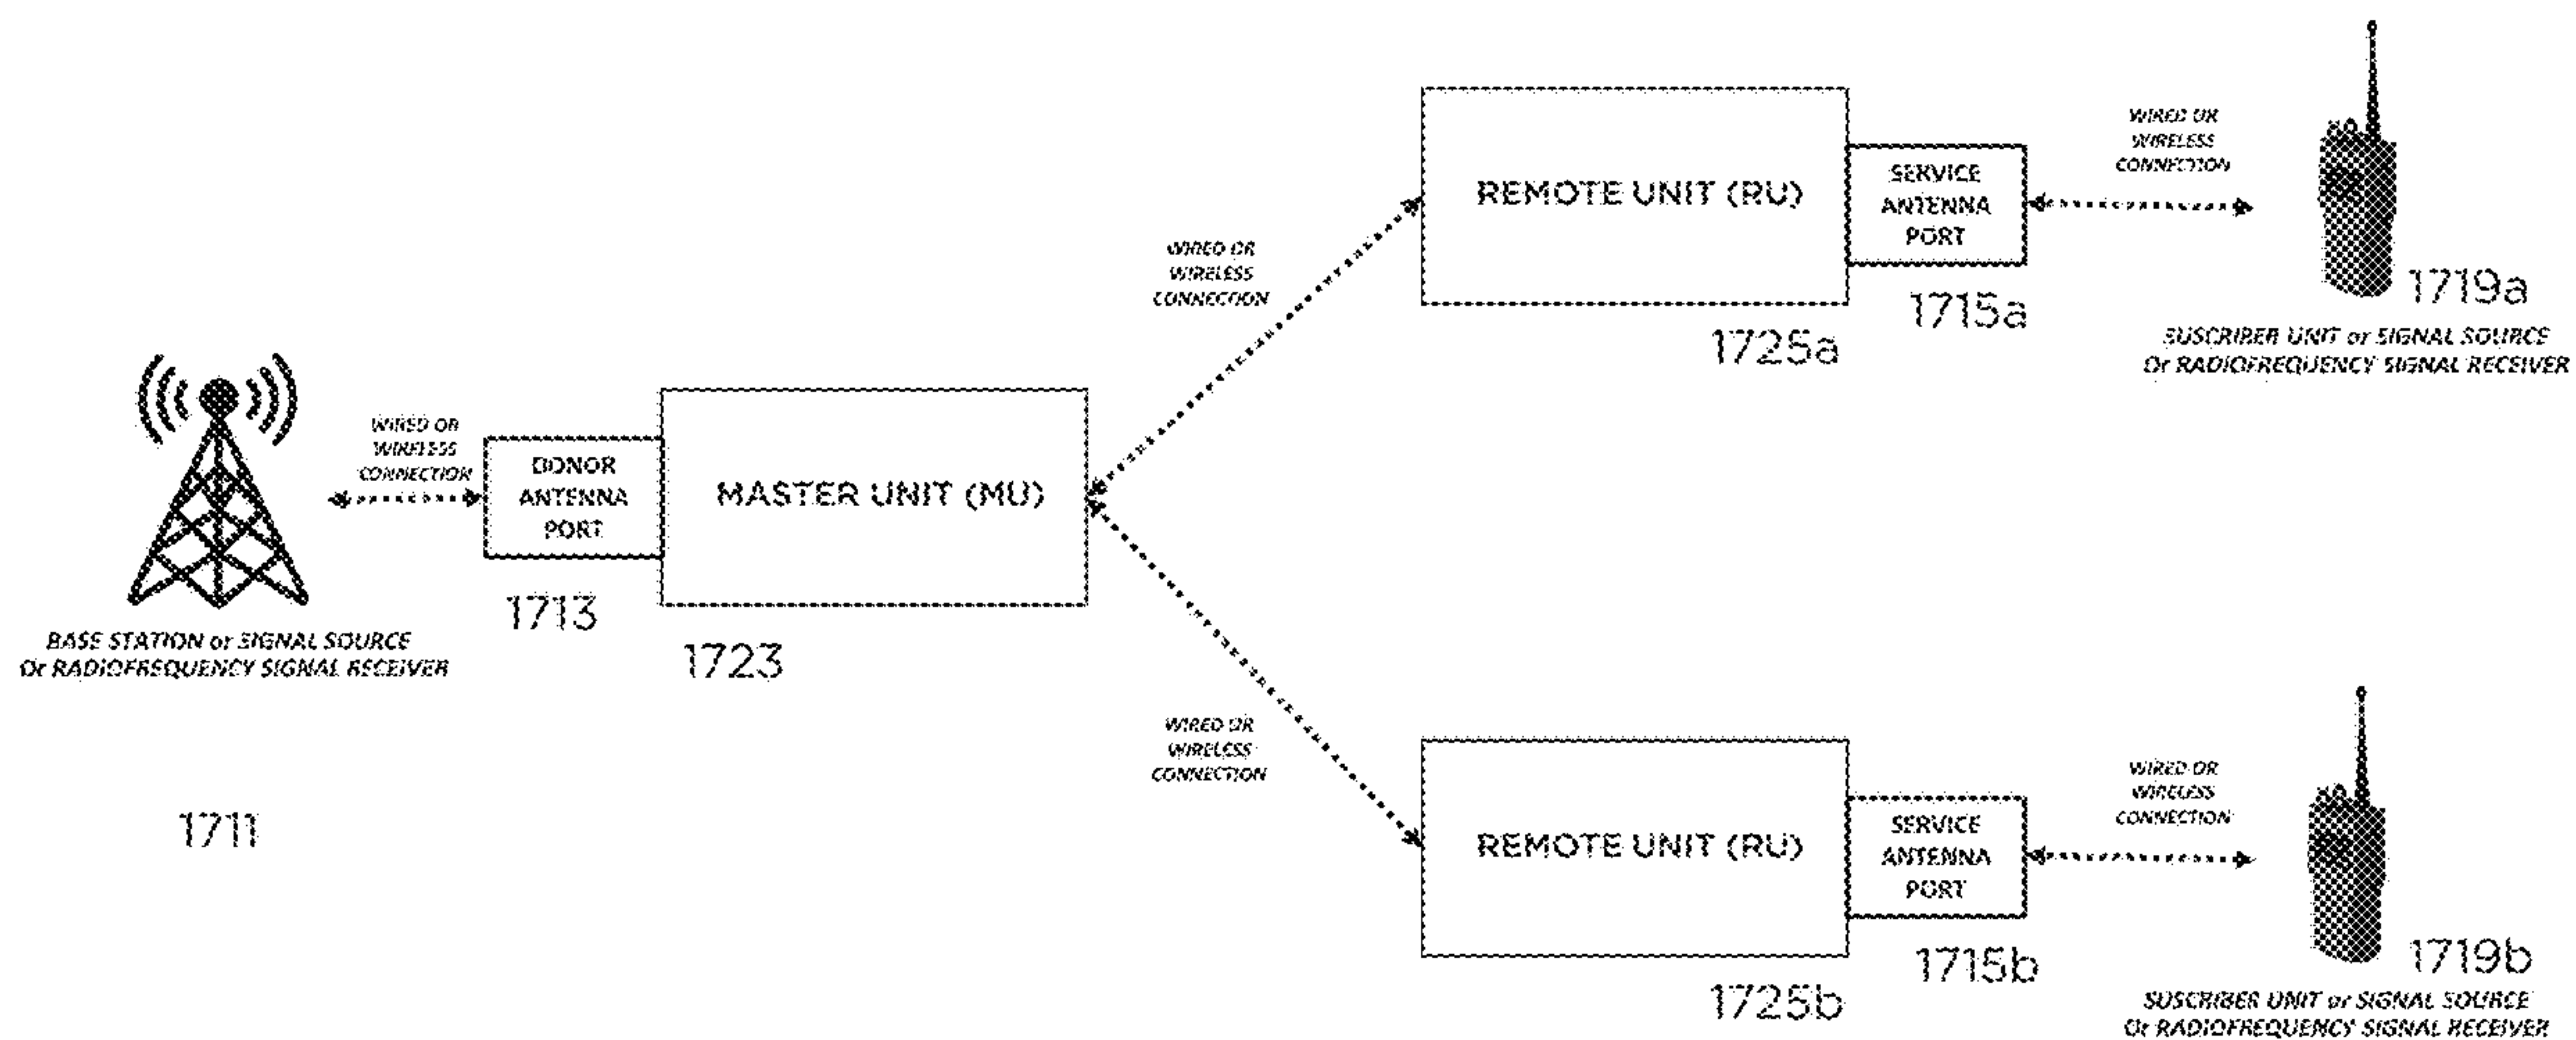 WIRED OR
WIRELESS
CONNECTION
REMOTE UNIT (RU)
SERVICE
ANTENNA
PORT
1725a
1715a
1719a
SUSCRIBER UNIT or SIGNAL SOURCE
Or RADIOFREQUENCY SIGNAL RECEIVER
WIRED OR
WIRELESS
CONNECTION
WIRED OR
WIRELESS
CONNECTION
DONOR
ANTENNA
PORT
MASTER UNIT (MU)
1713
1723
BASE STATION or SIGNAL SOURCE
Or RADIOFREQUENCY SIGNAL RECEIVER
1711
WIRED OR
WIRELESS
CONNECTION
REMOTE UNIT (RU)
SERVICE
ANTENNA
PORT
WIRED OR
WIRELESS
CONNECTION
1725b
1715b
1719b
SUSCRIBER UNIT or SIGNAL SOURCE
Or RADIOFREQUENCY SIGNAL RECEIVER